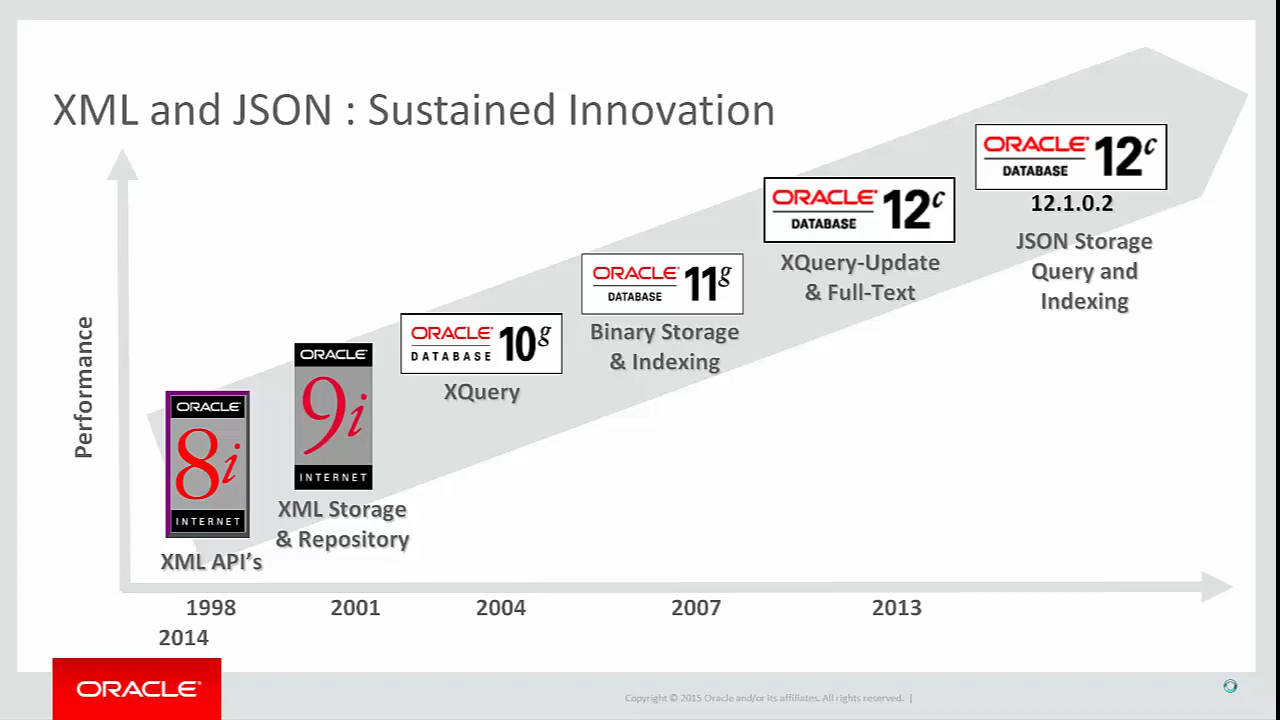 XML and JSON : Sustained Innovation
ORACLE
DATABASE 12c
12.1.0.2
JSON Storage
Query and
Indexing
ORACLE
DATABASE 12c
XQuery-Update
& Full-Text
ORACLE
DATABASE 11g
Binary Storage
& Indexing
ORACLE
DATABASE 10g
XQuery
ORACLE
9i
INTERNET
XML Storage
& Repository
ORACLE
8i
INTERNET
XML API's
Performance
1998 2001 2004 2007 2013
2014
ORACLE
Copyright © 2015 Oracle and/or its affiliates. All rights reserved. |